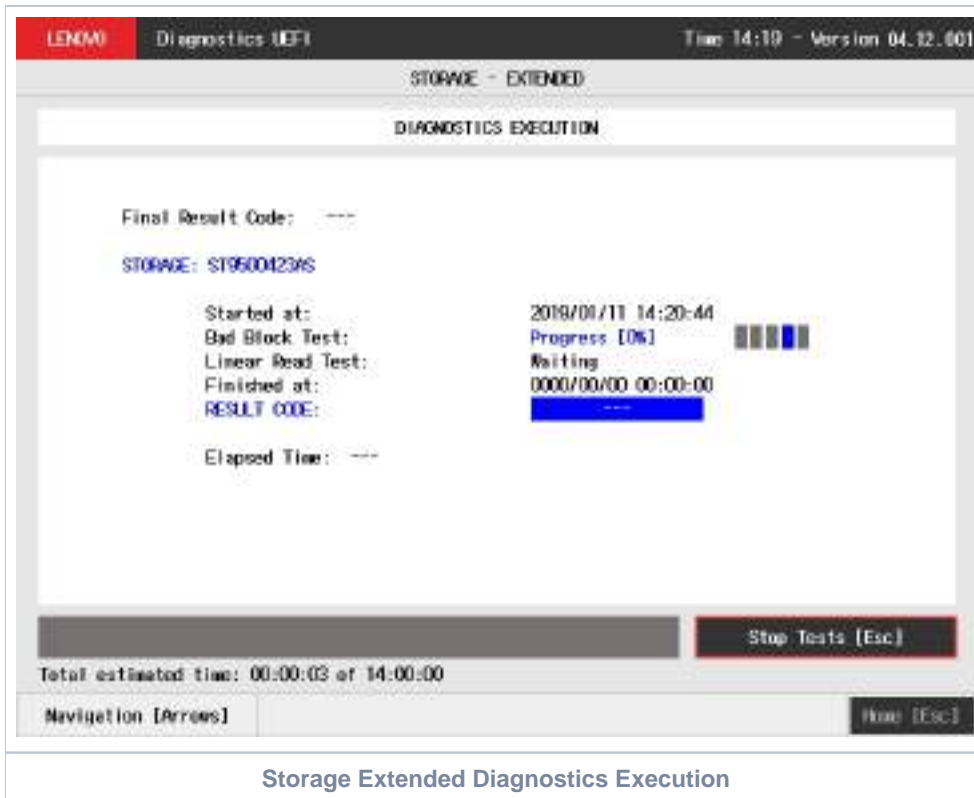 LENOVO Diagnostics UEFI Time 14:19 - Version 04.12.001
STORAGE - EXTENDED
DIAGNOSTICS EXECUTION
Final Result Code: ---
STORAGE: ST9500423AS
Started at: 2019/01/11 14:20:44
Bad Block Test: Progress [0%]
Linear Read Test: Waiting
Finished at: 0000/00/00 00:00:00
RESULT CODE: ---
Elapsed Time: ---
Stop Tests [Esc]
Total estimated time: 00:00:03 of 14:00:00
Navigation [Arrows] Home [Esc]
Storage Extended Diagnostics Execution